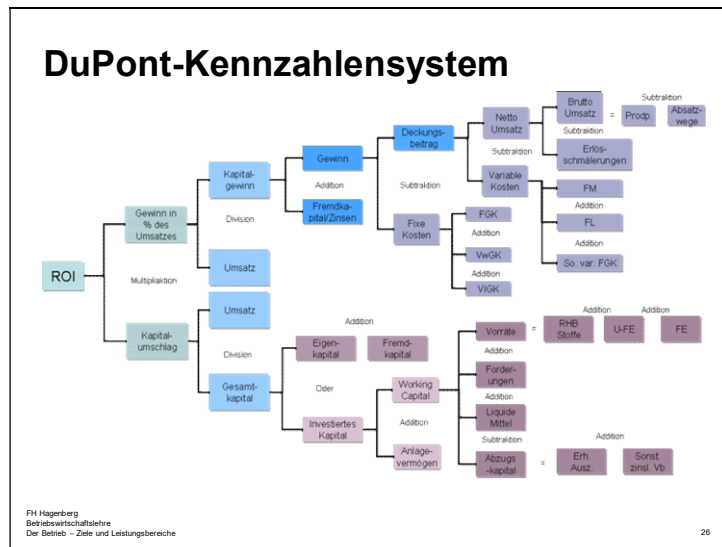 DuPont-Kennzahlensystem
Subtraktion
Brutto
Umsatz
=
Prodp.
Absatz-
wege
Netto
Umsatz
Subtraktion
Deckungs-
beitrag
Erlös-
schmälerungen
Subtraktion
Gewinn
Kapital-
gewinn
Variable
Kosten
FM
Addition
Subtraktion
Addition
Fremdka-
pital/Zinsen
FGK
FL
Gewinn in
% des
Umsatzes
Division
Fixe
Kosten
Addition
Addition
VwGK
So. var. FGK
Umsatz
Addition
ROI
Multipliaktion
VlGK
Umsatz
Addition
Addition
Addition
Kapital-
umschlag
Vorräte
=
RHB
Stoffe
U-FE
FE
Eigen-
kapital
Fremd-
kapital
Addition
Division
Forder-
ungen
Gesamt-
kapital
Oder
Working
Capital
Addition
Liquide
Mittel
Investiertes
Kapital
Addition
Subtraktion
Addition
Anlage-
vermögen
Abzugs
-kapital
=
Erh.
Ausz.
Sonst.
zinsl. Vb
FH Hagenberg
Betriebswirtschaftslehre
Der Betrieb – Ziele und Leistungsbereiche
26